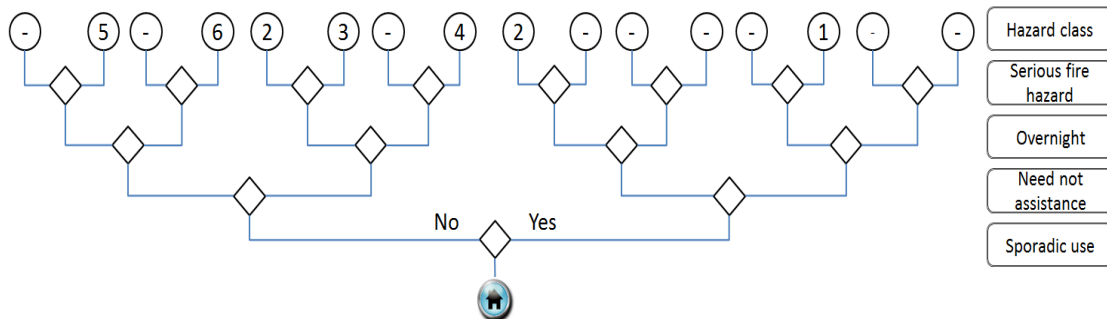 - 5 - 6 2 3 - 4 2 - - - - 1 - -
Hazard class
Serious fire
hazard
Overnight
Need not
assistance
No Yes
Sporadic use